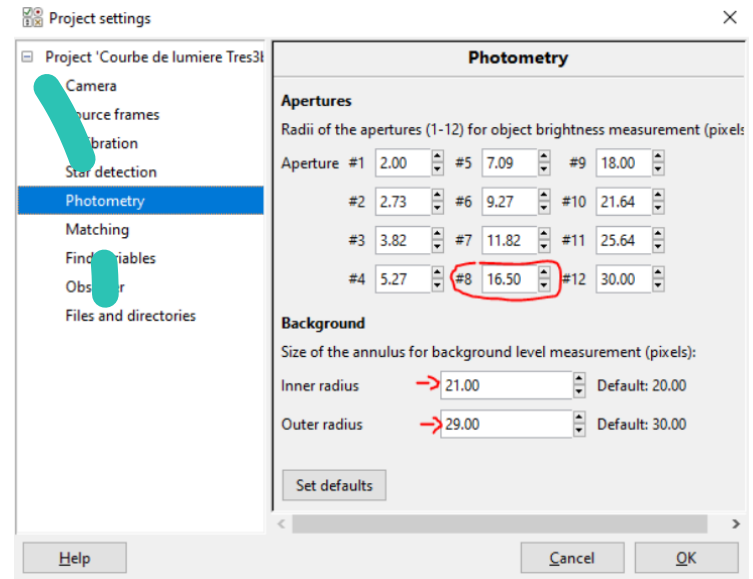 Project settings
Project 'Courbe de lumiere Tres3
Camera
frames
Star detection
Photometry
Matching
Files and directories
Photometry
Apertures
Radii of the apertures (1-12) for object brightness measurement (pixels
Aperture #1 2.00 #5 7.09 #9 18.00
#2 2.73 #6 9.27 #10 21.64
#3 3.82 #7 11.82 #11 25.64
#4 5.27 #8 16.50 #12 30.00
Background
Size of the annulus for background level measurement (pixels):
Inner radius 21.00 Default: 20.00
Outer radius 29.00 Default: 30.00
Set defaults
Help Cancel OK